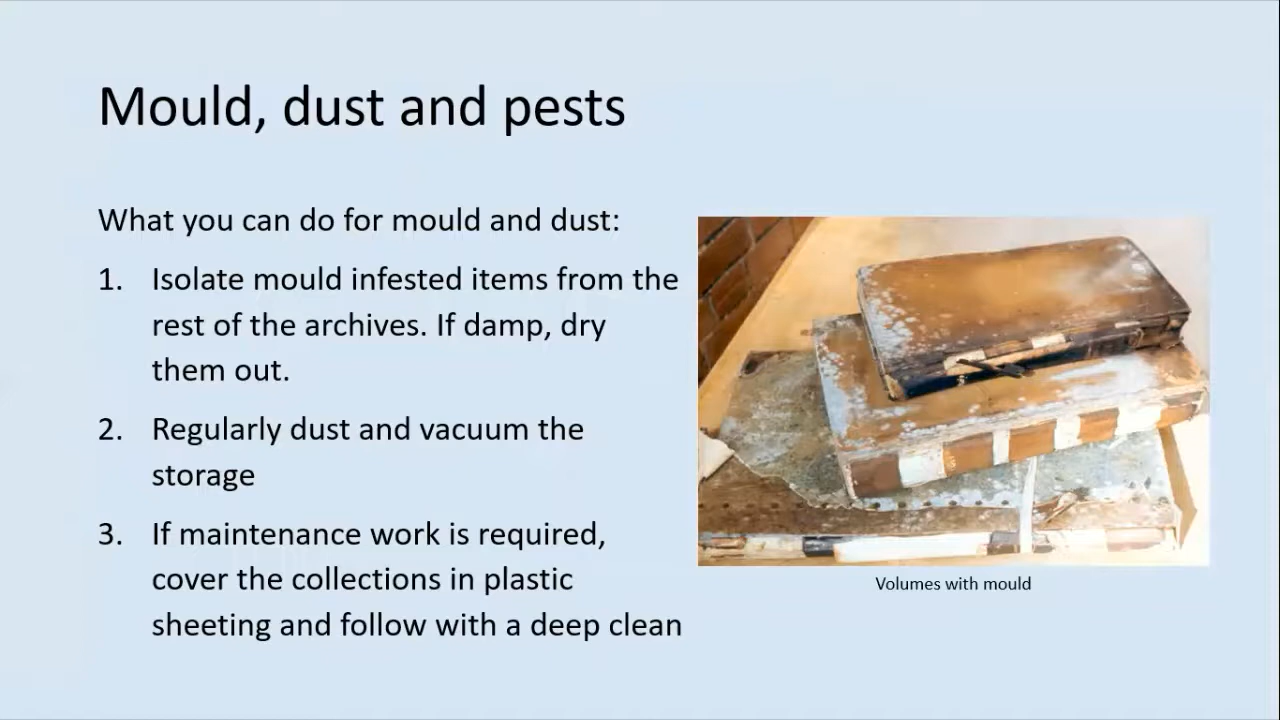 Mould, dust and pests
What you can do for mould and dust:
1. Isolate mould infested items from the
rest of the archives. If damp, dry
them out.
2. Regularly dust and vacuum the
storage
3. If maintenance work is required,
cover the collections in plastic
sheeting and follow with a deep clean
Volumes with mould